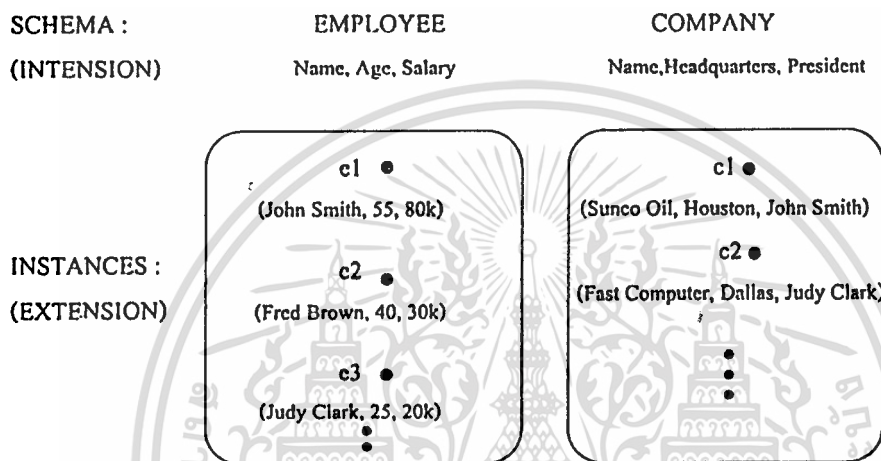 SCHEMA : EMPLOYEE COMPANY
(INTENSION) Name, Age, Salary Name,Headquarters, President
c1 c1
(John Smith, 55, 80k) (Sunco Oil, Houston, John Smith)
c2
INSTANCES : c2
(EXTENSION) (Fred Brown, 40, 30k) (Fast Computer, Dallas, Judy Clark)
c3
(Judy Clark, 25, 20k)